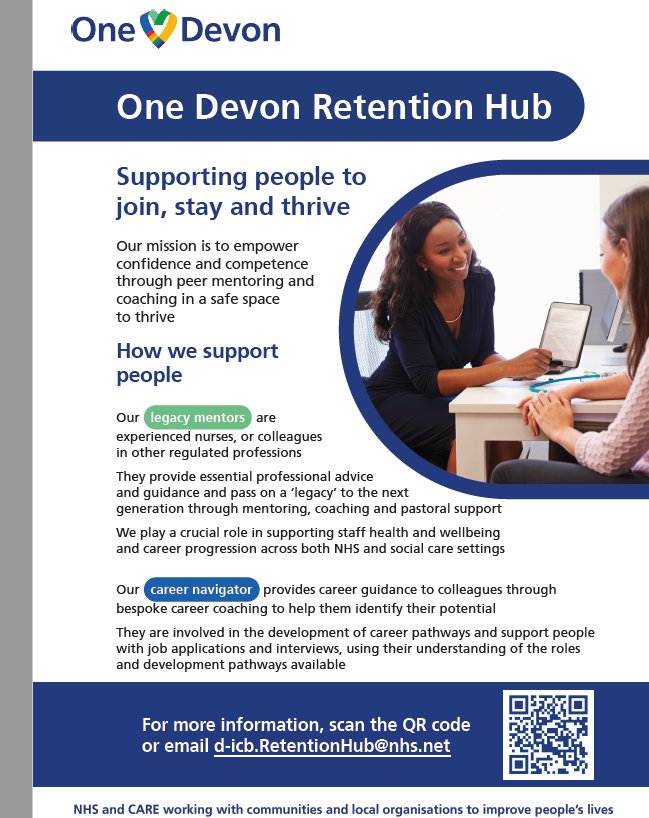 One Devon
One Devon Retention Hub
Supporting people to
join, stay and thrive
Our mission is to empower
confidence and competence
through peer mentoring and
coaching in a safe space
to thrive
How we support
people
Our legacy mentors are
experienced nurses, or colleagues
in other regulated professions
They provide essential professional advice
and guidance and pass on a ‘legacy’ to the next
generation through mentoring, coaching and pastoral support
We play a crucial role in supporting staff health and wellbeing
and career progression across both NHS and social care settings
Our career navigator provides career guidance to colleagues through
bespoke career coaching to help them identify their potential
They are involved in the development of career pathways and support people
with job applications and interviews, using their understanding of the roles
and development pathways available
For more information, scan the QR code
or email d-icb.RetentionHub@nhs.net
NHS and CARE working with communities and local organisations to improve people’s lives